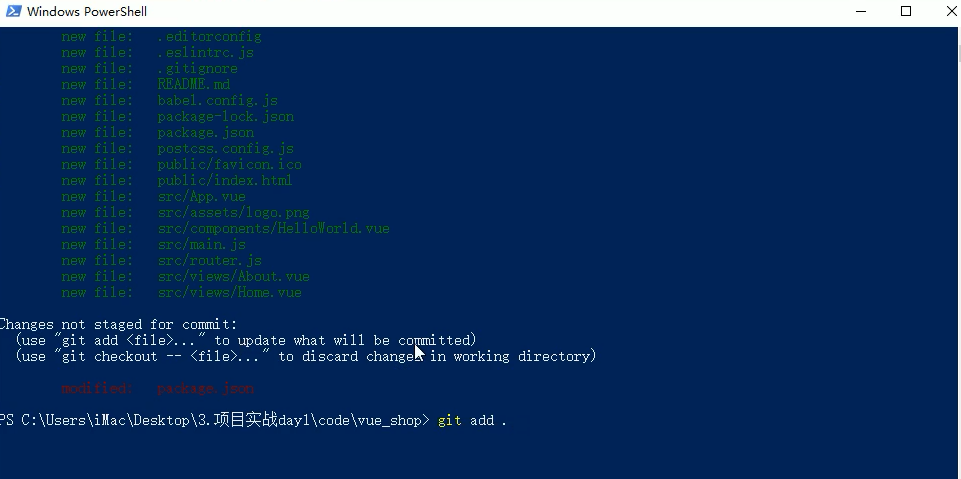 Windows PowerShell
new file: .editorconfig
new file: .eslintrc.js
new file: .gitignore
new file: README.md
new file: babel.config.js
new file: package-lock.json
new file: package.json
new file: postcss.config.js
new file: public/favicon.ico
new file: public/index.html
new file: src/App.vue
new file: src/assets/logo.png
new file: src/components/HelloWorld.vue
new file: src/main.js
new file: src/router.js
new file: src/views/About.vue
new file: src/views/Home.vue
Changes not staged for commit:
(use "git add <file>..." to update what will be committed)
(use "git checkout -- <file>..." to discard changes in working directory)
modified: package.json
PS C:\Users\iMac\Desktop\3.项目实战day1\code\vue_shop> git add .